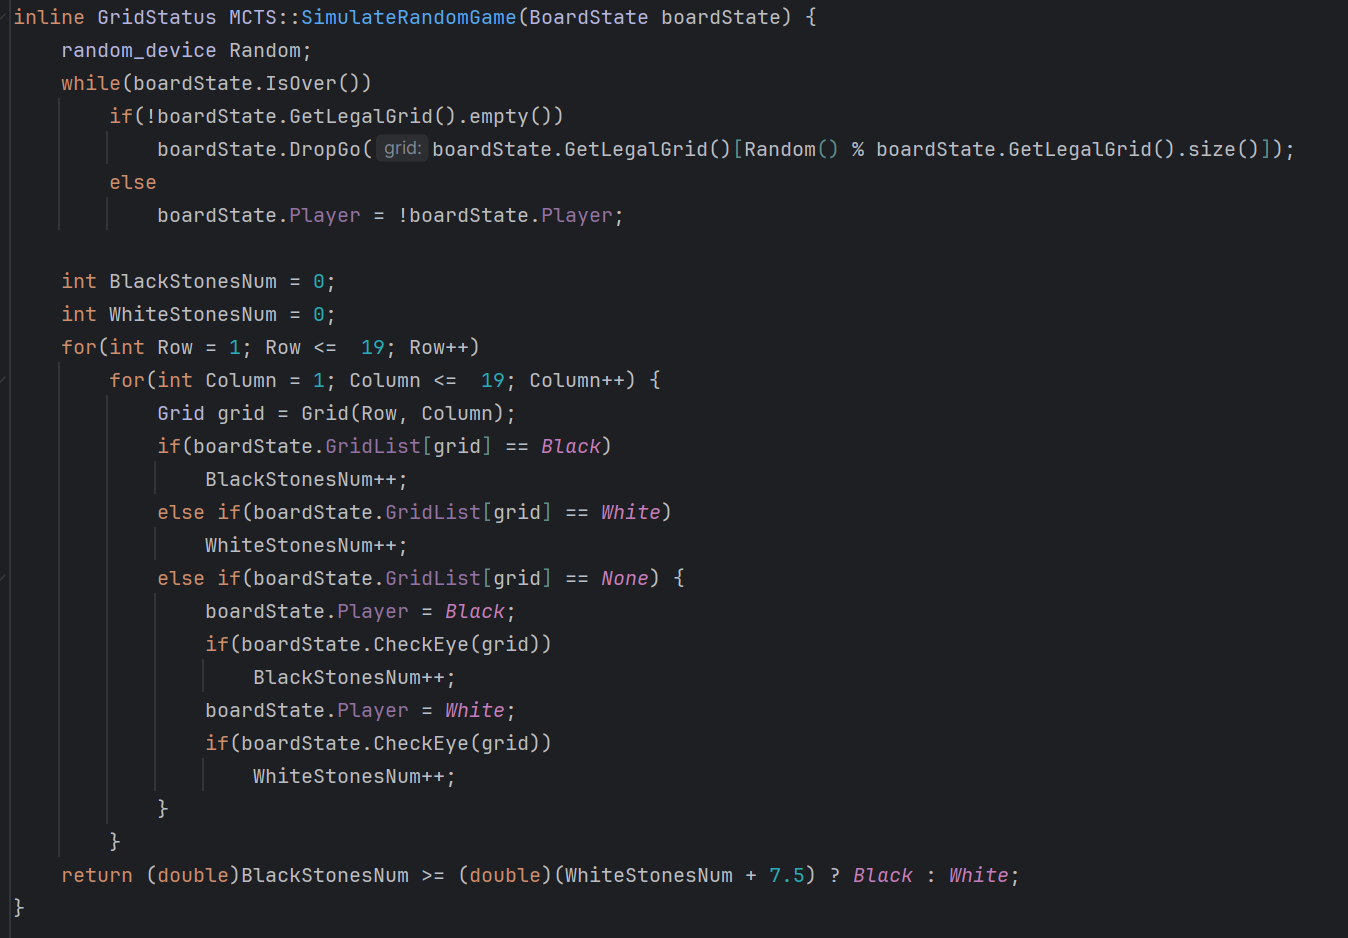 inline GridStatus MCTS::SimulateRandomGame(BoardState boardState) {
    random_device Random;
    while(boardState.IsOver())
        if(!boardState.GetLegalGrid().empty())
            boardState.DropGo( grid: boardState.GetLegalGrid()[Random() % boardState.GetLegalGrid().size()]);
        else
            boardState.Player = !boardState.Player;

    int BlackStonesNum = 0;
    int WhiteStonesNum = 0;
    for(int Row = 1; Row <=  19; Row++)
        for(int Column = 1; Column <=  19; Column++) {
            Grid grid = Grid(Row, Column);
            if(boardState.GridList[grid] == Black)
                BlackStonesNum++;
            else if(boardState.GridList[grid] == White)
                WhiteStonesNum++;
            else if(boardState.GridList[grid] == None) {
                boardState.Player = Black;
                if(boardState.CheckEye(grid))
                    BlackStonesNum++;
                boardState.Player = White;
                if(boardState.CheckEye(grid))
                    WhiteStonesNum++;
            }
        }
    return (double)BlackStonesNum >= (double)(WhiteStonesNum + 7.5) ? Black : White;
}